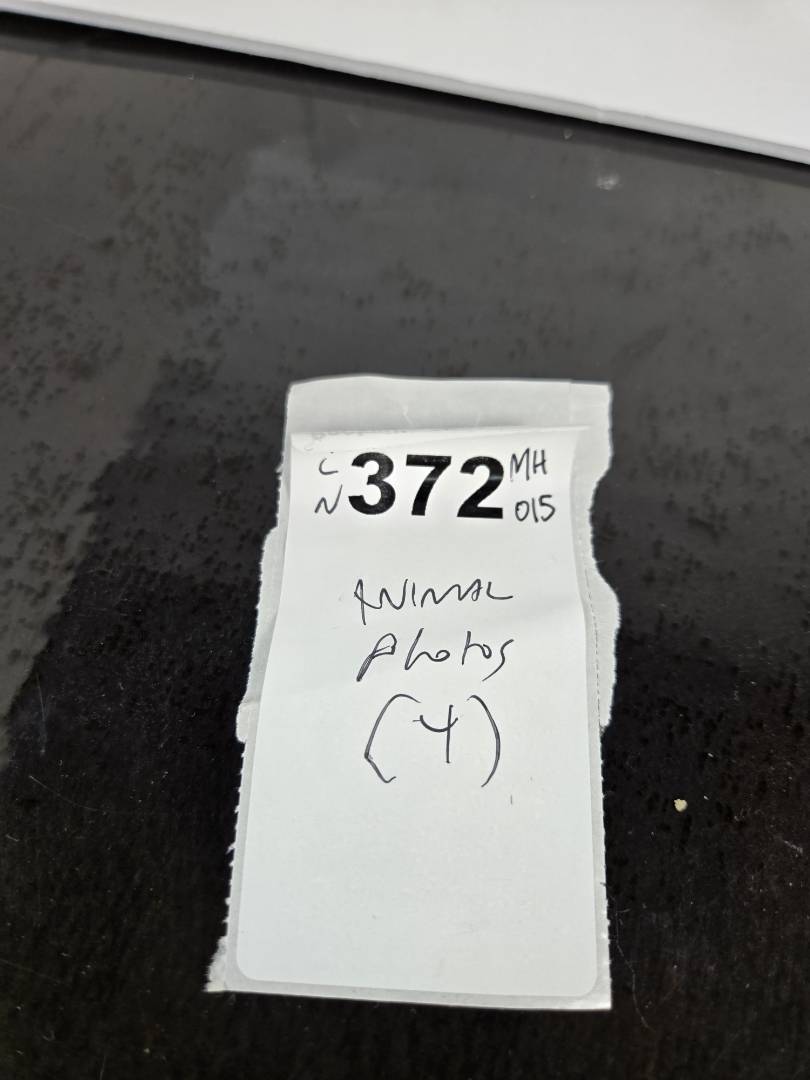 C 372 MH
N 015
ANIMAL
Photos
(4)